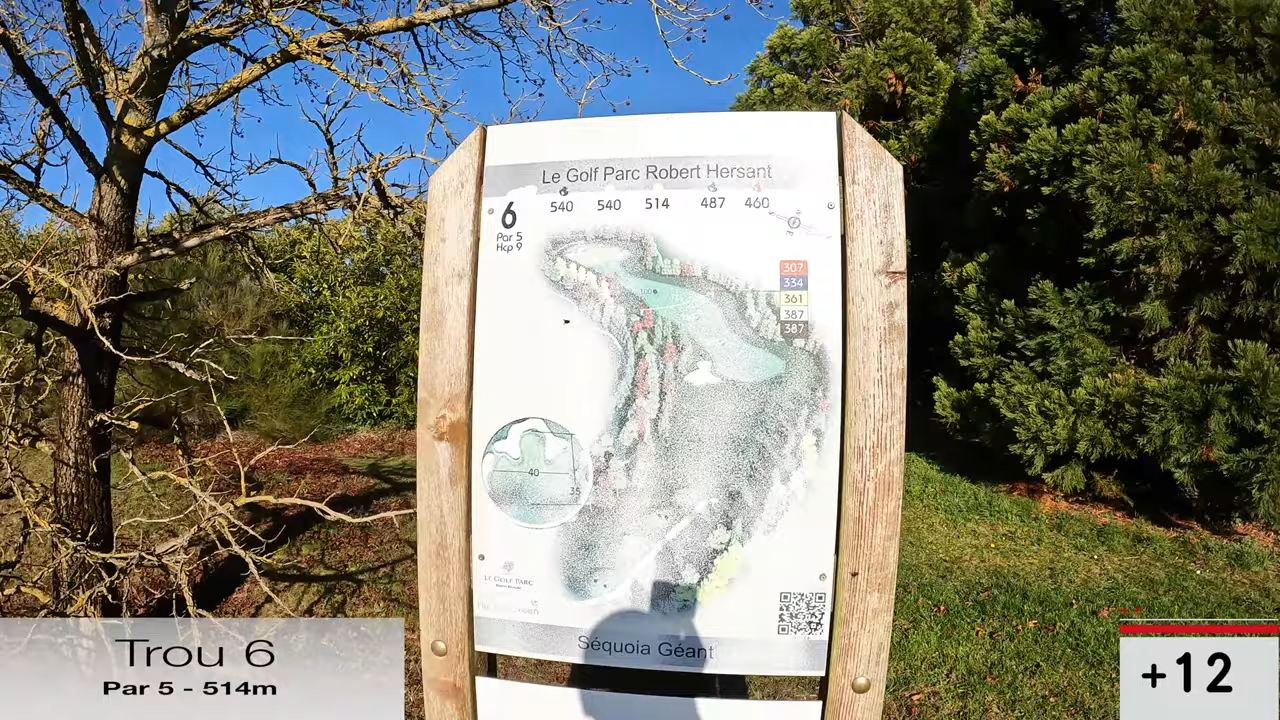 Le Golf Parc Robert Hersant
540 540 514 487 460
6
Par 5
Hcp 9
307
334
361
387
387
100
40
35
LE GOLF PARC
Séquoia Géant
Trou 6
Par 5 - 514m
+12